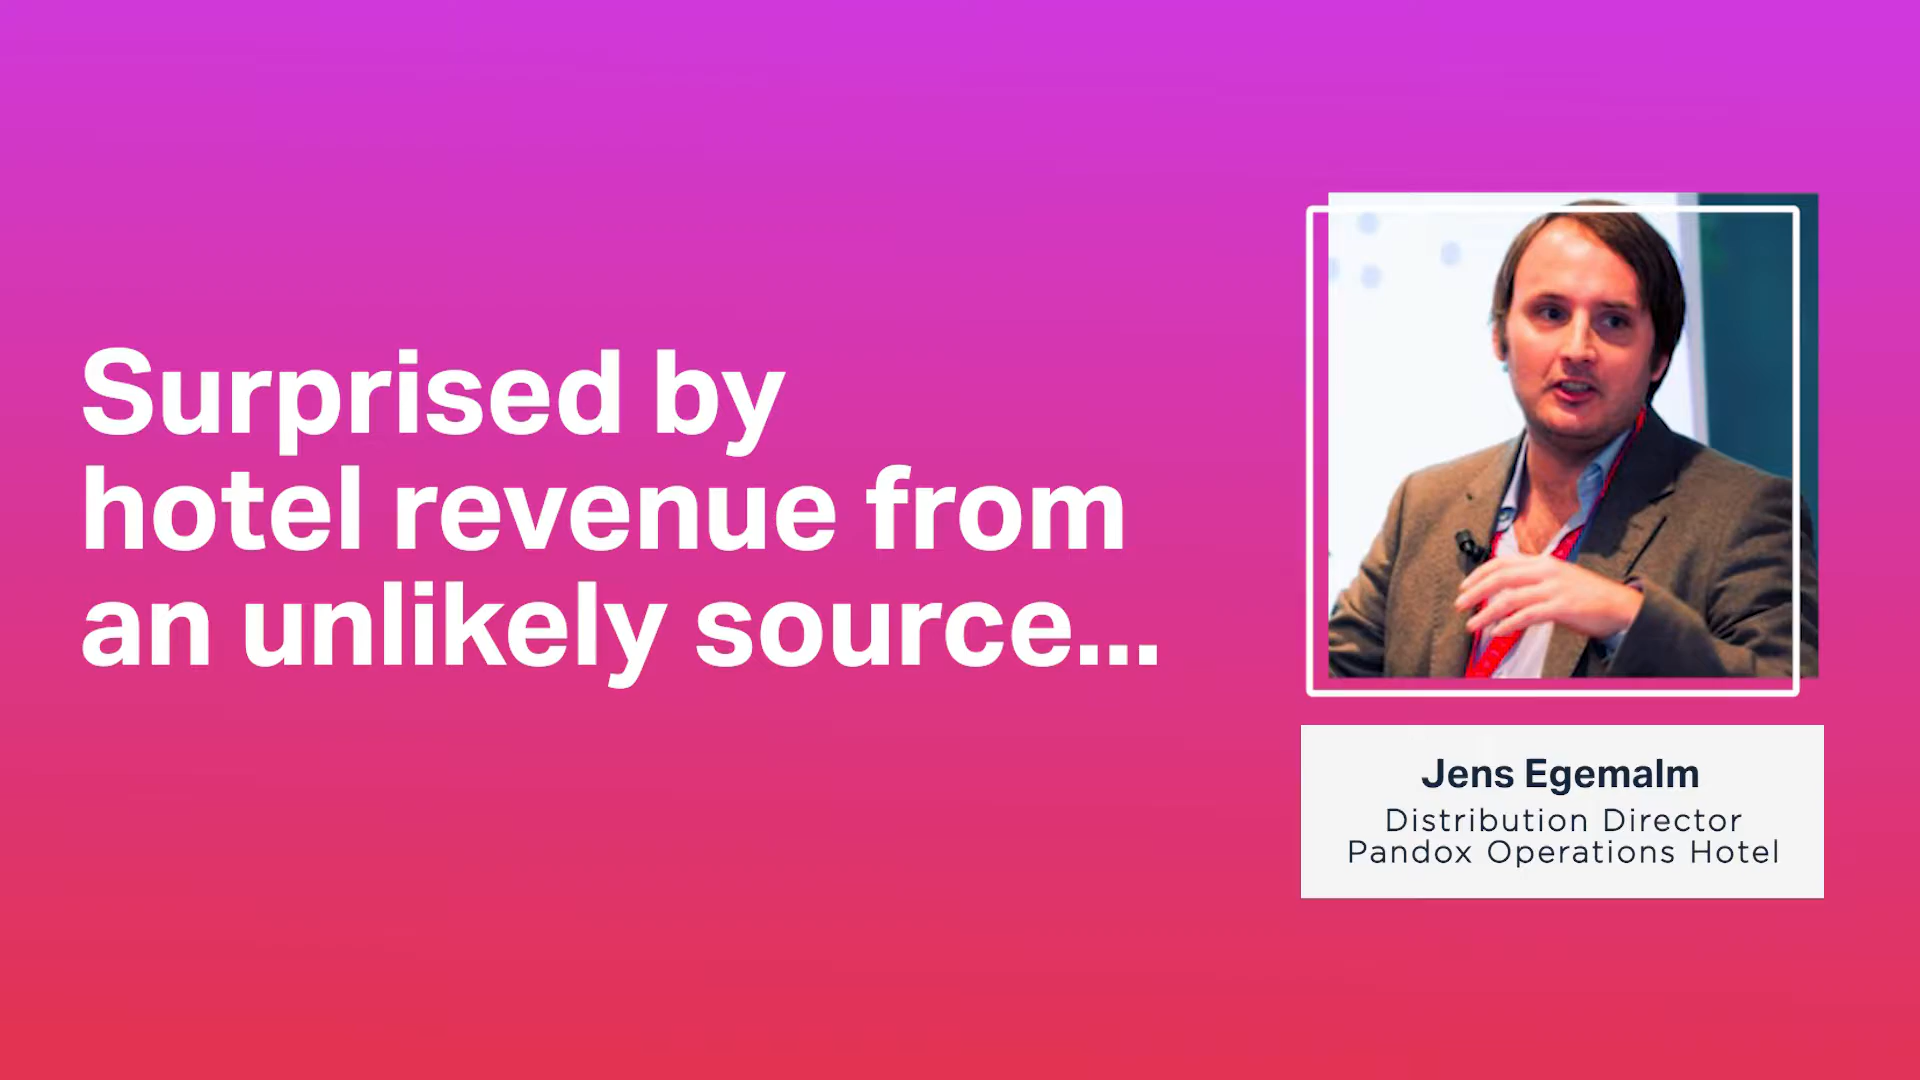 Surprised by
hotel revenue from
an unlikely source...
Jens Egemalm
Distribution Director
Pandox Operations Hotel